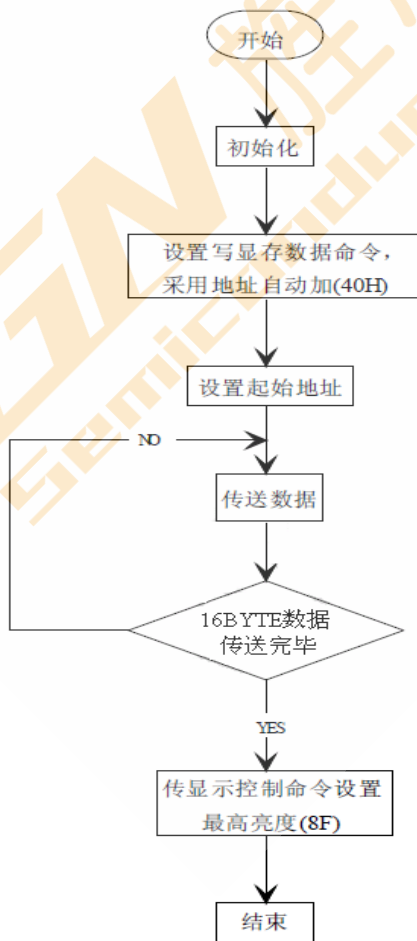 开始
初始化
设置写显存数据命令,
采用地址自动加(40H)
设置起始地址
NO
传送数据
16BYTE数据
传送完毕
YES
传显示控制命令设置
最高亮度(8F)
结束
Semicondu